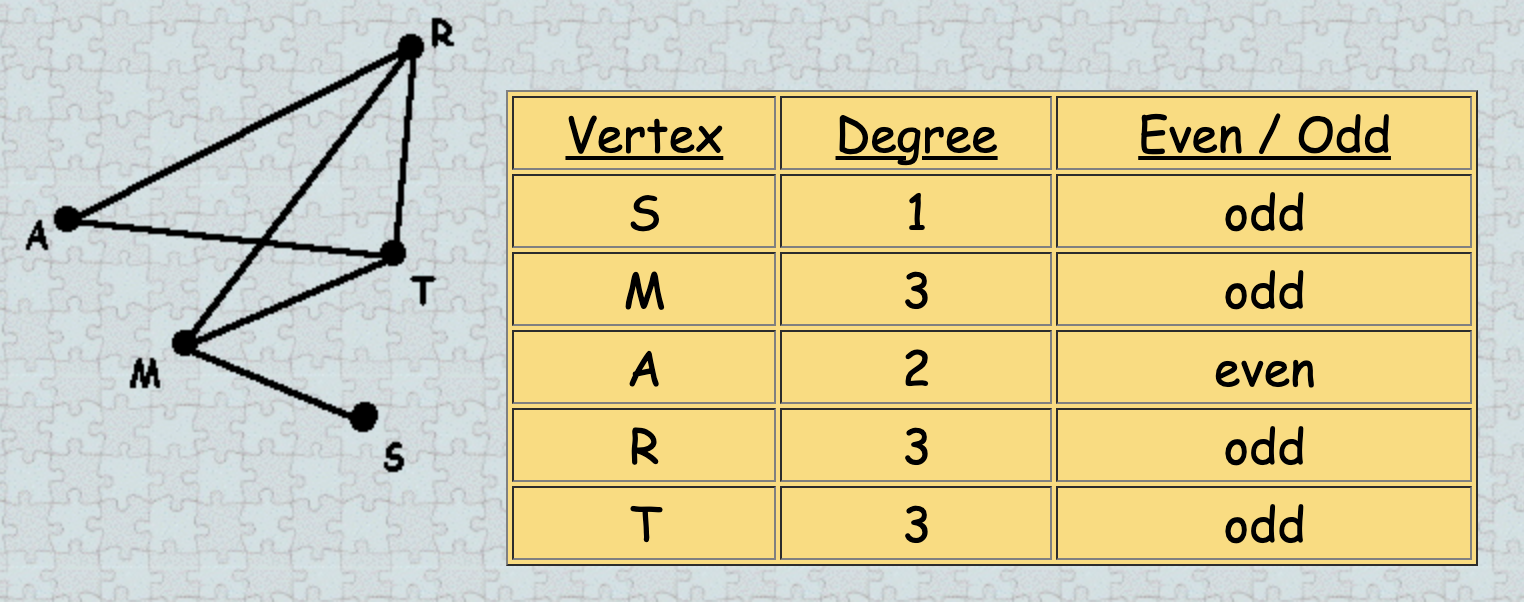 R
A
T
M
S
Vertex Degree Even / Odd
S 1 odd
M 3 odd
A 2 even
R 3 odd
T 3 odd